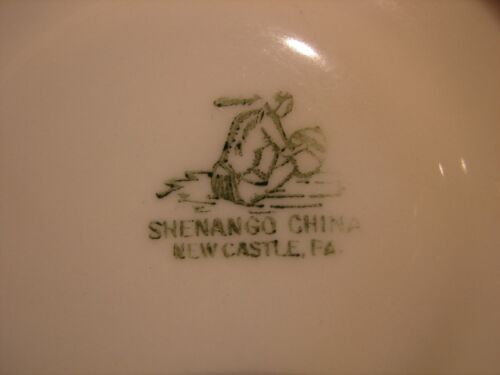 SHENANGO CHINA
NEW CASTLE, PA.